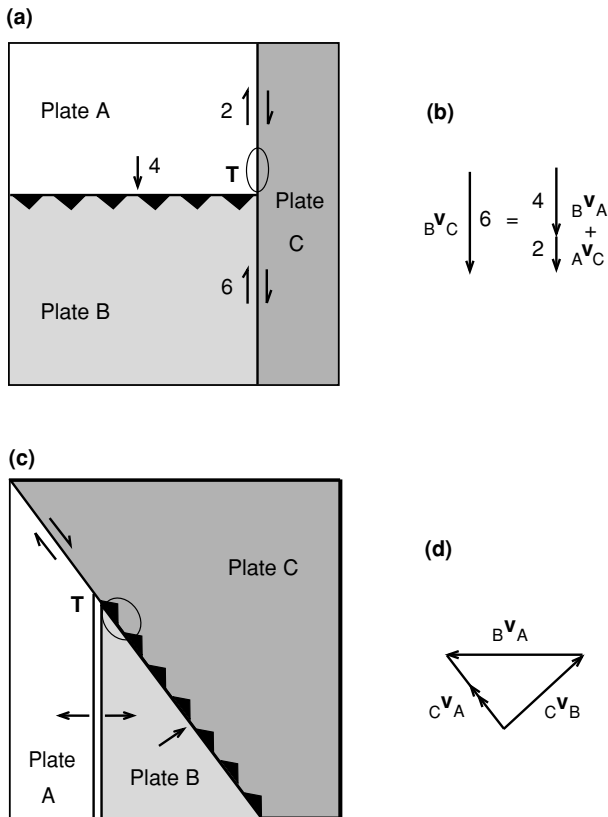 (a)
Plate A
2
4
T
Plate
C
6
Plate B
(b)
BvC 6 = 4 BvA
+
2 AvC
(c)
Plate C
T
Plate
A
Plate B
(d)
BvA
CvA
CvB